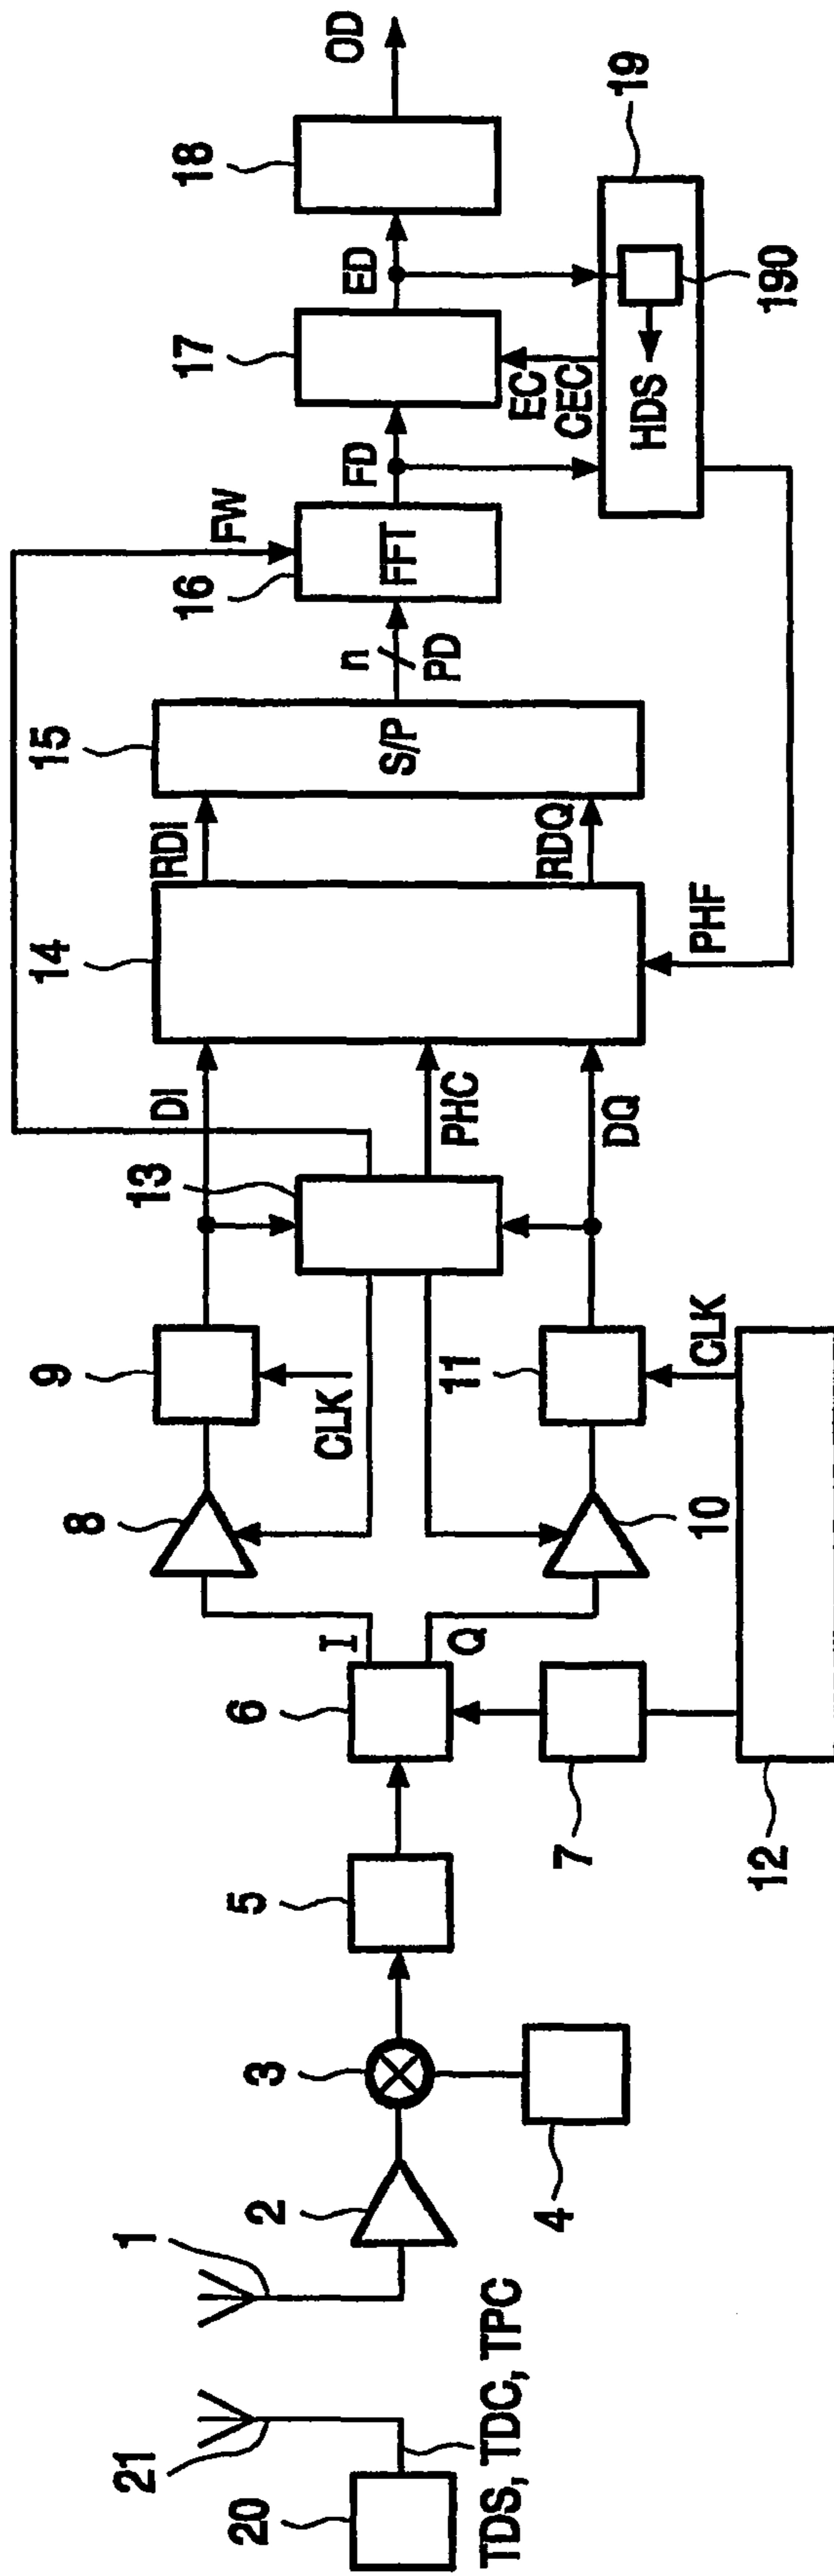 20
21
TDS, TDC, TPC
1
2
3
4
5
6
7
I
Q
8
9
CLK
10
11
CLK
12
13
DI
PHC
DQ
14
RDI
RDQ
PHF
15
S/P
n
PD
16
FFT
FW
FD
17
EC
CEC
ED
18
OD
19
HDS
190